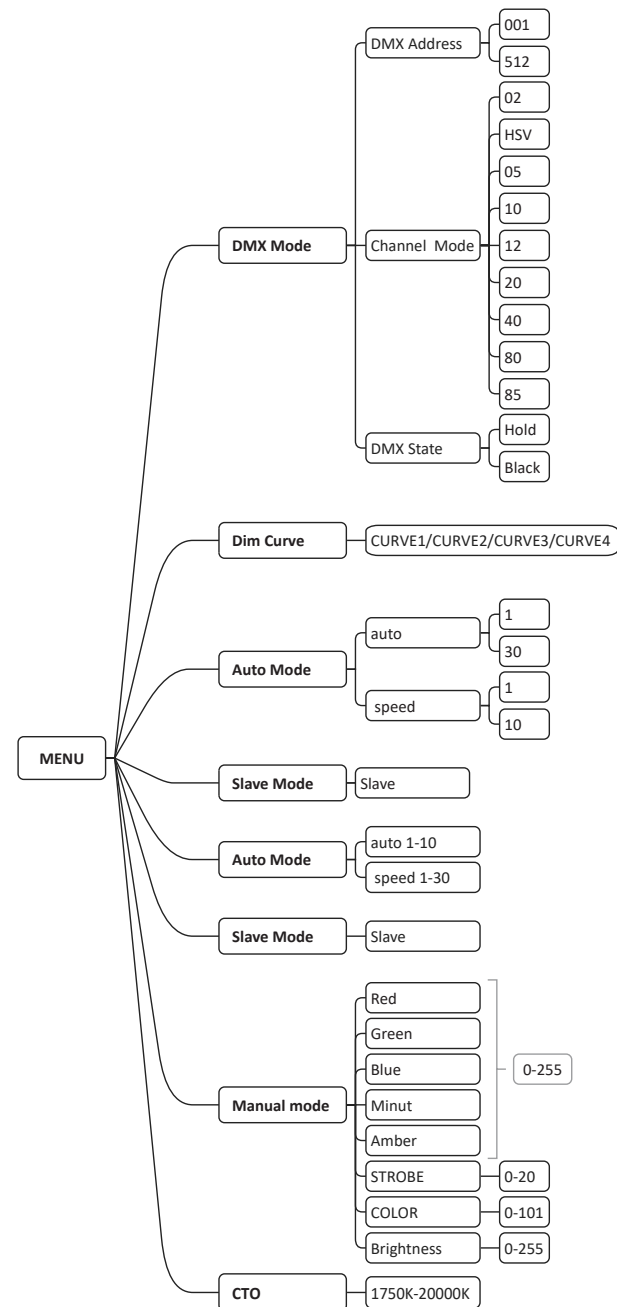 MENU
DMX Mode
DMX Address
001
512
Channel Mode
02
HSV
05
10
12
20
40
80
85
DMX State
Hold
Black
Dim Curve
CURVE1/CURVE2/CURVE3/CURVE4
Auto Mode
auto
1
30
speed
1
10
Slave Mode
Slave
Auto Mode
auto 1-10
speed 1-30
Slave Mode
Slave
Manual mode
Red
Green
Blue
Minut
Amber
0-255
STROBE
0-20
COLOR
0-101
Brightness
0-255
CTO
1750K-20000K